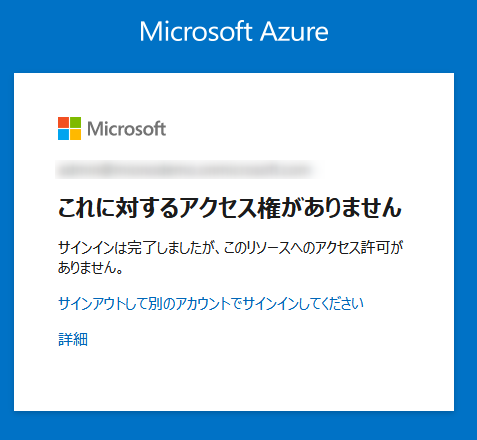 Microsoft Azure
Microsoft
これに対するアクセス権がありません
サインインは完了しましたが、このリソースへのアクセス許可が
ありません。
サインアウトして別のアカウントでサインインしてください
詳細